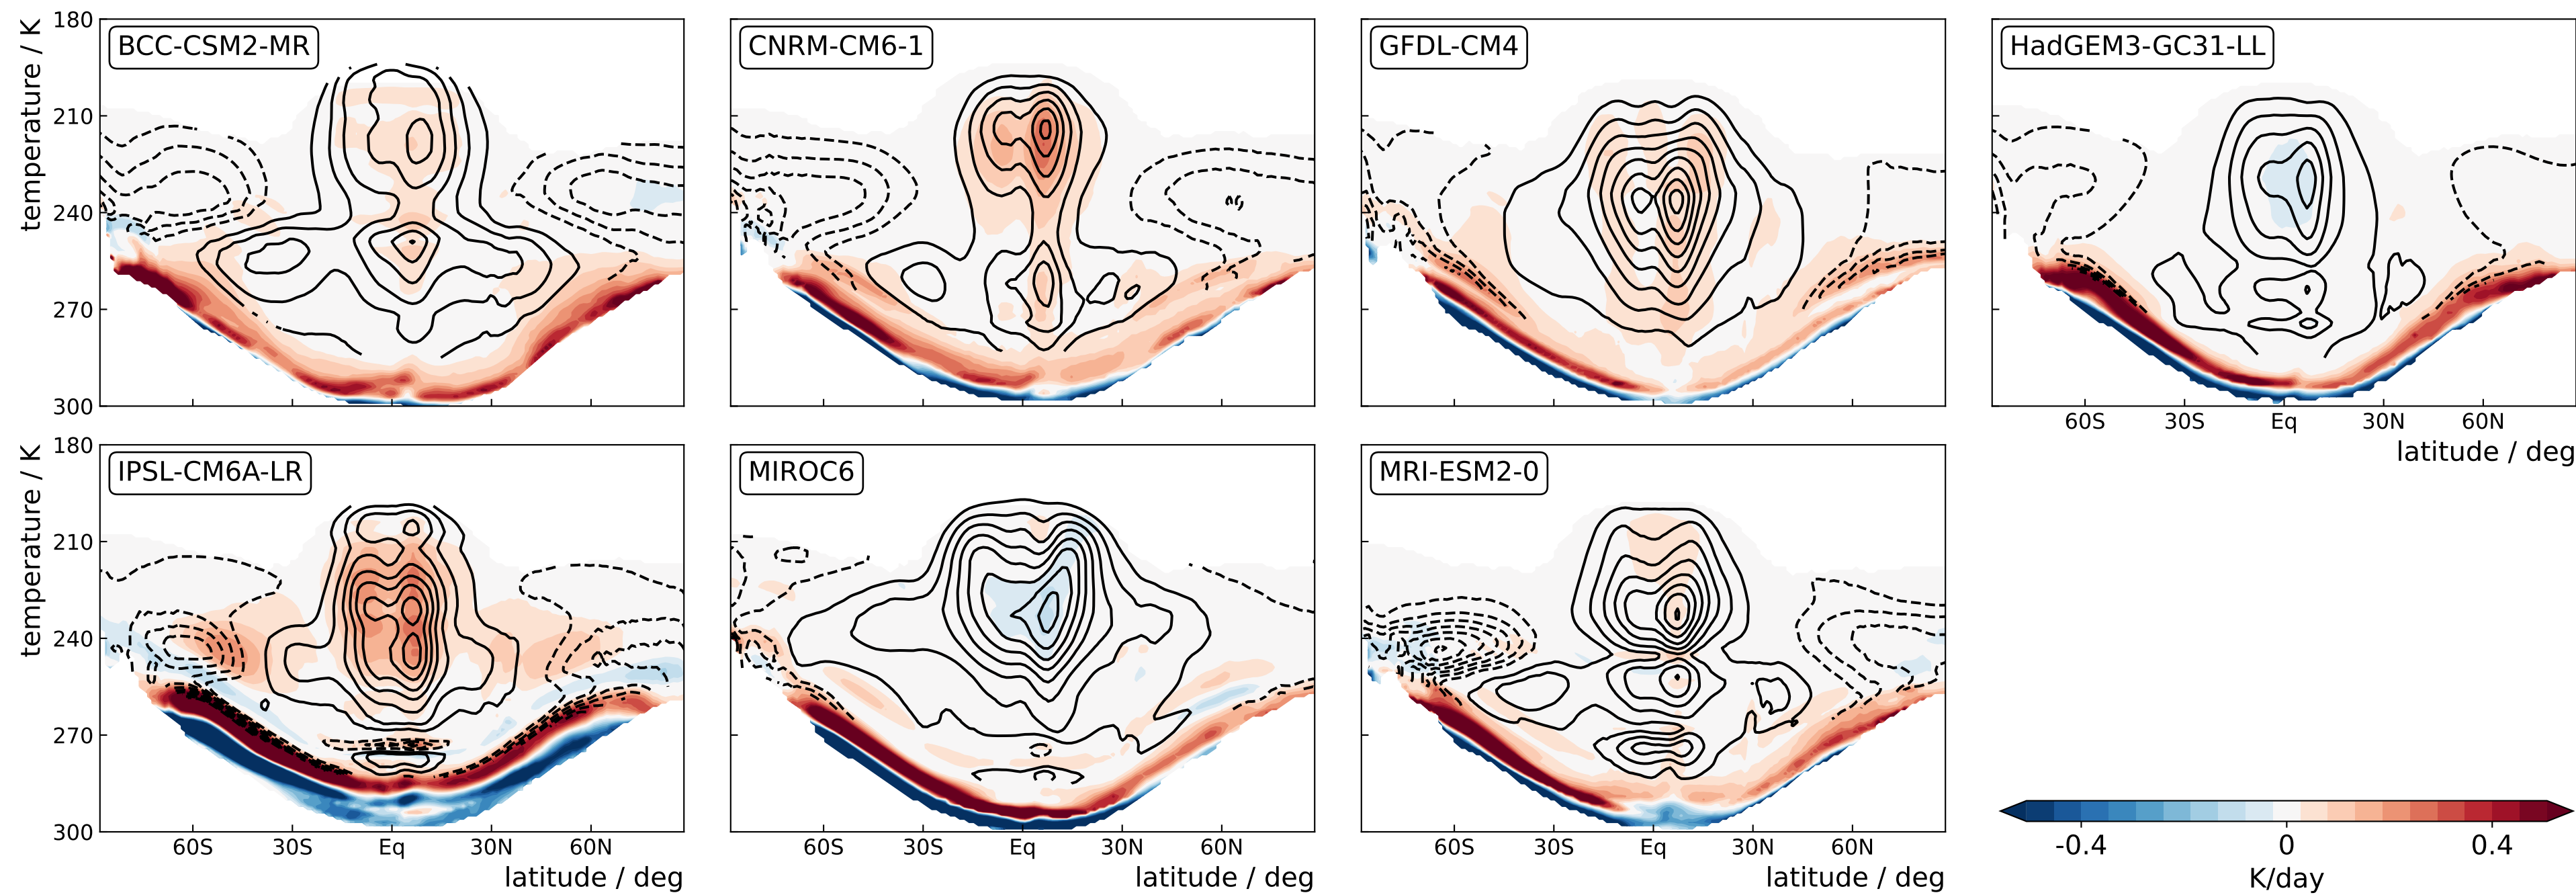 BCC-CSM2-MR
CNRM-CM6-1
GFDL-CM4
HadGEM3-GC31-LL
temperature / K
180
210
240
270
300
60S 30S Eq 30N 60N
latitude / deg
IPSL-CM6A-LR
MIROC6
MRI-ESM2-0
temperature / K
180
210
240
270
300
60S 30S Eq 30N 60N
latitude / deg
60S 30S Eq 30N 60N
latitude / deg
60S 30S Eq 30N 60N
latitude / deg
-0.4 0 0.4
K/day